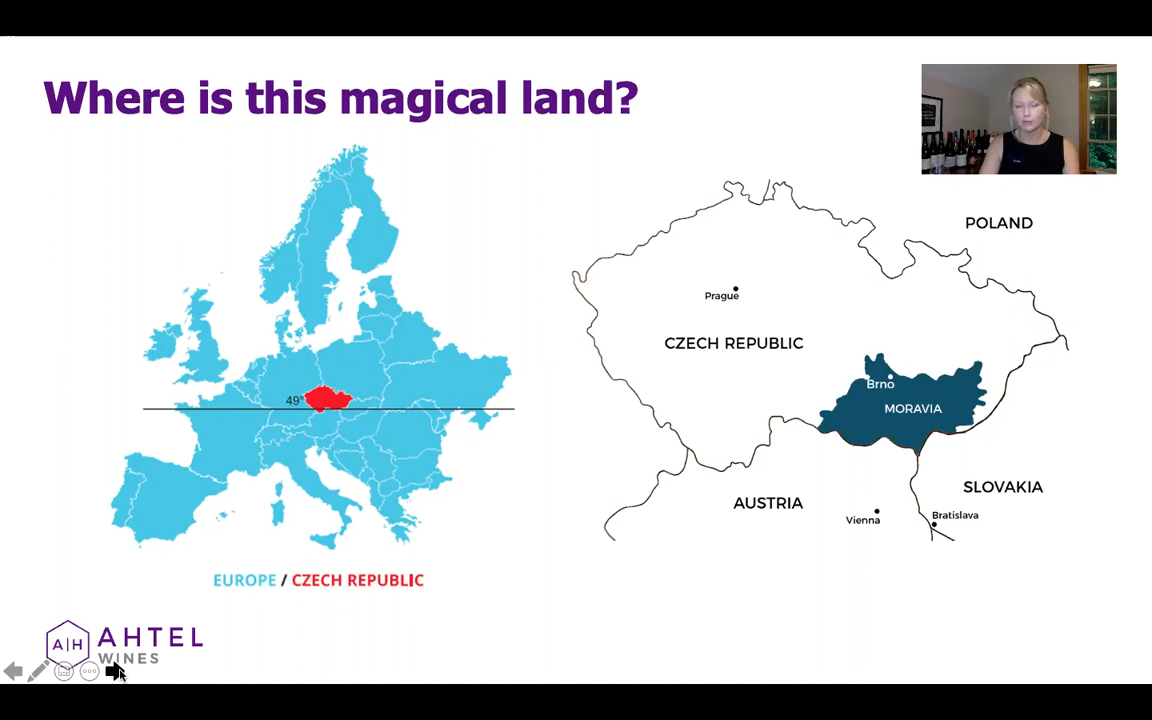 Where is this magical land?
49°
EUROPE / CZECH REPUBLIC
POLAND
Prague
CZECH REPUBLIC
Brno
MORAVIA
SLOVAKIA
AUSTRIA
Vienna
Bratislava
A|H
AHTEL
WINES